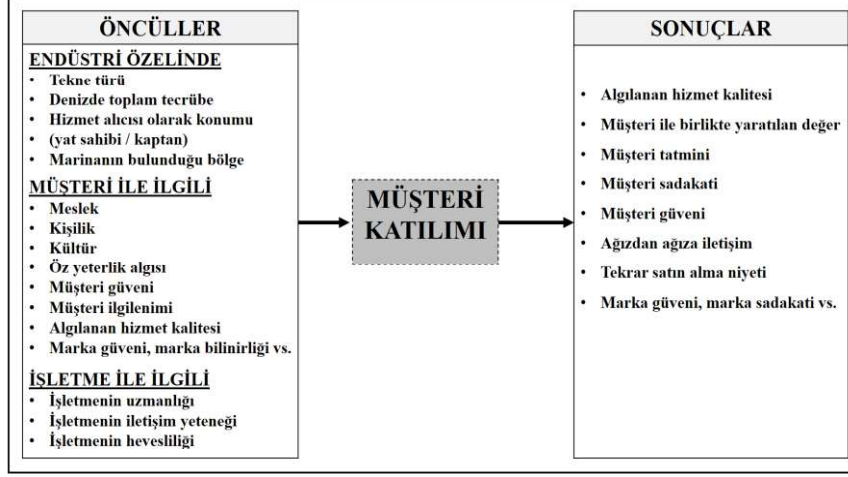 ÖNCÜLLER
ENDÜSTRİ ÖZELİNDE
• Tekne türü
• Denizde toplam tecrübe
• Hizmet alıcısı olarak konumu
• (yat sahibi / kaptan)
• Marinanın bulunduğu bölge
MÜŞTERİ İLE İLGİLİ
• Meslek
• Kişilik
• Kültür
• Öz yeterlik algısı
• Müşteri güveni
• Müşteri ilgilenimi
• Algılanan hizmet kalitesi
• Marka güveni, marka bilinirliği vs.
İŞLETME İLE İLGİLİ
• İşletmenin uzmanlığı
• İşletmenin iletişim yeteneği
• İşletmenin hevesliliği
MÜŞTERİ
KATILIMI
SONUÇLAR
• Algılanan hizmet kalitesi
• Müşteri ile birlikte yaratılan değer
• Müşteri tatmini
• Müşteri sadakati
• Müşteri güveni
• Ağızdan ağıza iletişim
• Tekrar satın alma niyeti
• Marka güveni, marka sadakati vs.